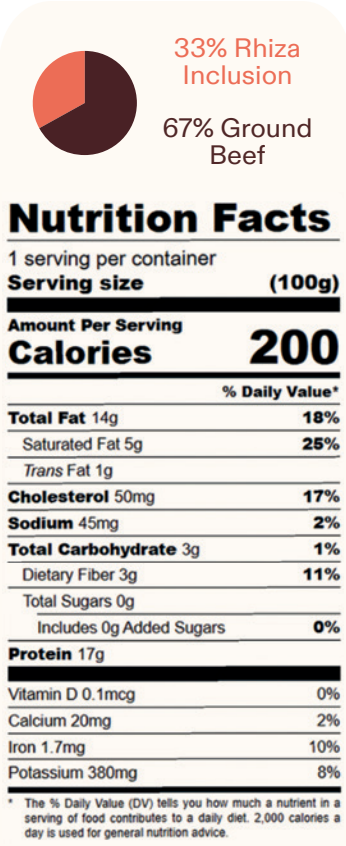 33% Rhiza
Inclusion
67% Ground
Beef
Nutrition Facts
1 serving per container
Serving size (100g)
Amount Per Serving
Calories 200
% Daily Value*
Total Fat 14g 18%
Saturated Fat 5g 25%
Trans Fat 1g
Cholesterol 50mg 17%
Sodium 45mg 2%
Total Carbohydrate 3g 1%
Dietary Fiber 3g 11%
Total Sugars 0g
Includes 0g Added Sugars 0%
Protein 17g
Vitamin D 0.1mcg 0%
Calcium 20mg 2%
Iron 1.7mg 10%
Potassium 380mg 8%
* The % Daily Value (DV) tells you how much a nutrient in a
serving of food contributes to a daily diet. 2,000 calories a
day is used for general nutrition advice.